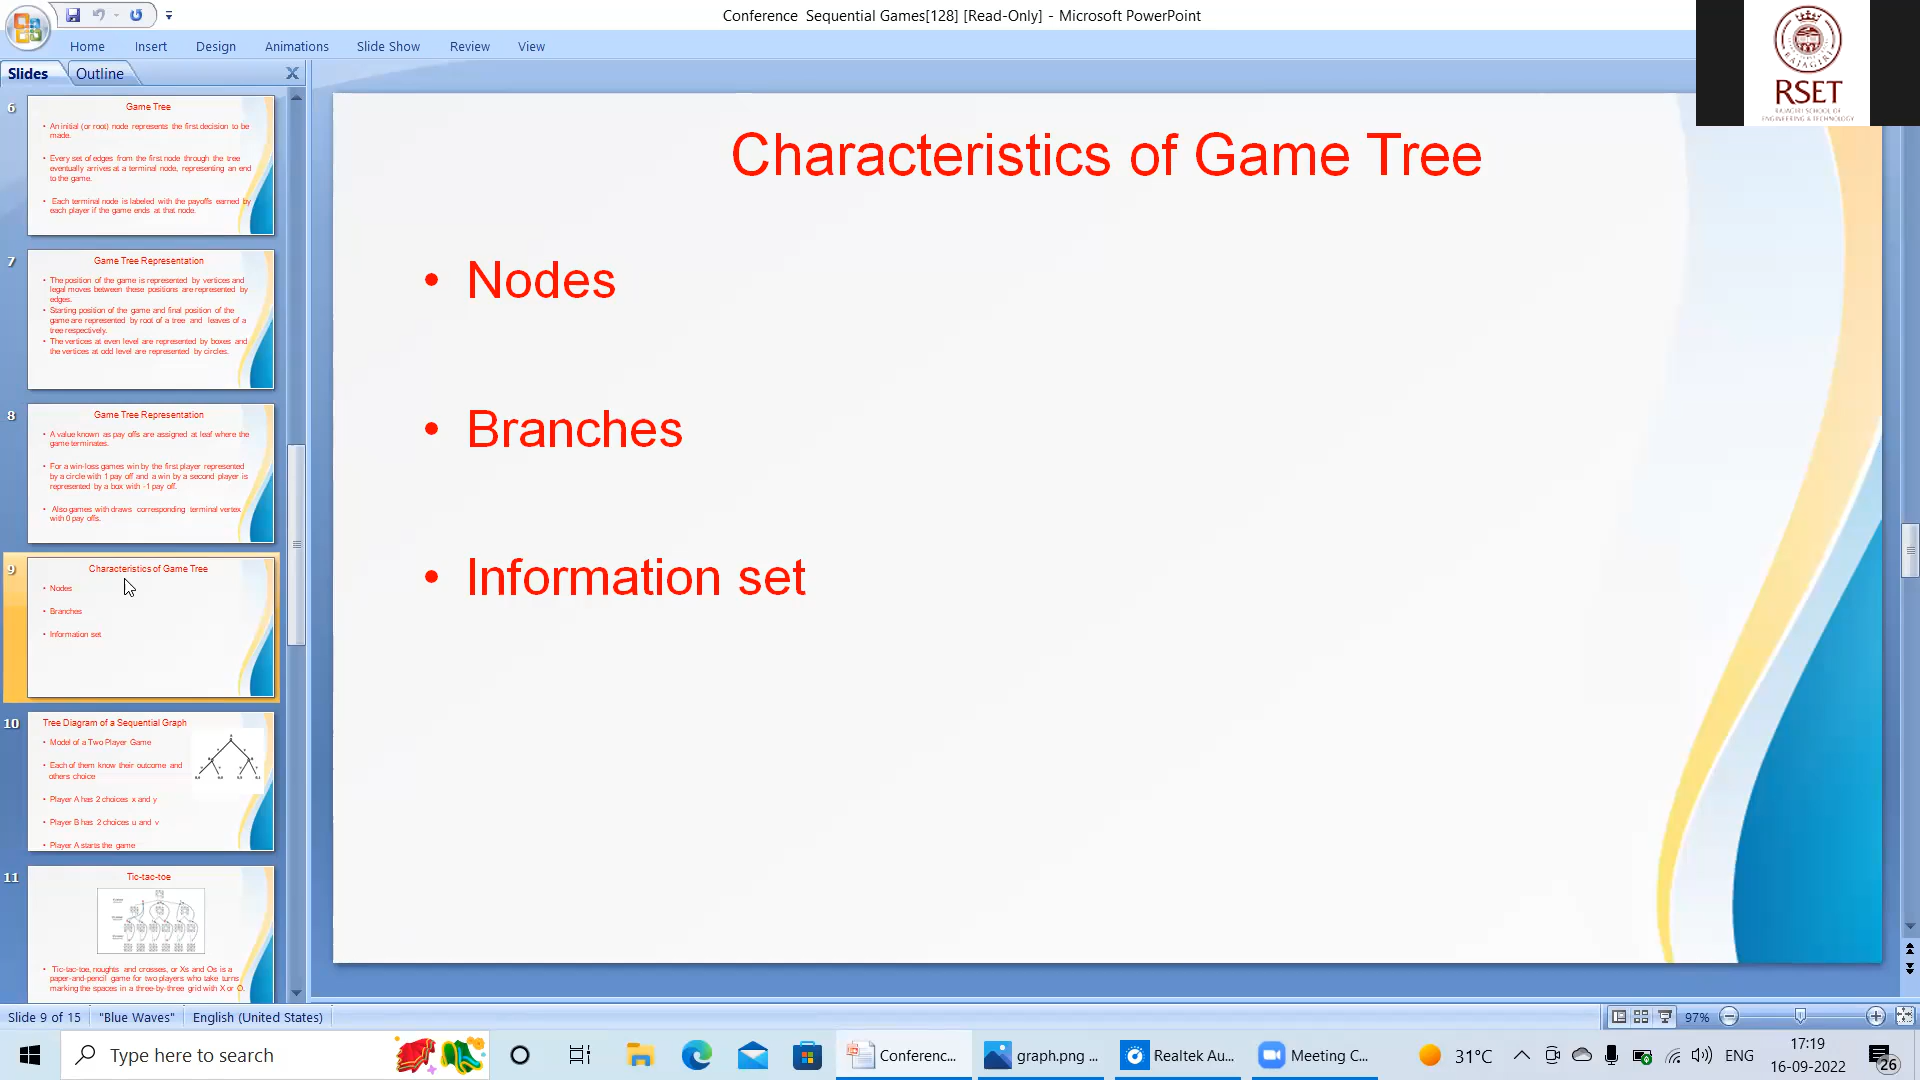 Conference Sequential Games[128] [Read-Only] - Microsoft PowerPoint
Home Insert Design Animations Slide Show Review View
Slides Outline
RSET
RAJAGIRI SCHOOL OF
ENGINEERING & TECHNOLOGY
6
Game Tree
• An initial (or root) node represents the first decision to be
made.
• Every set of edges from the first node through the tree
eventually arrives at a terminal node, representing an end
to the game.
• Each terminal node is labeled with the payoffs earned by
each player if the game ends at that node.
7
Game Tree Representation
• The position of the game is represented by vertices and
legal moves between these positions are represented by
edges.
• Starting position of the game and final position of the
game are represented by root of a tree and leaves of a
tree respectively.
• The vertices at even level are represented by boxes and
the vertices at odd level are represented by circles.
8
Game Tree Representation
• A value known as pay offs are assigned at leaf where the
game terminates.
• For a win-loss games win by the first player represented
by a circle with 1 pay off and a win by a second player is
represented by a box with -1 pay off.
• Also games with draws corresponding terminal vertex
with 0 pay offs.
9
Characteristics of Game Tree
• Nodes
• Branches
• Information set
10
Tree Diagram of a Sequential Graph
• Model of a Two Player Game
• Each of them know their outcome and
others choice
• Player A has 2 choices x and y
• Player B has 2 choices u and v
• Player A starts the game
11
Tic-tac-toe
• Tic-tac-toe, noughts and crosses, or Xs and Os is a
paper-and-pencil game for two players who take turns
marking the spaces in a three-by-three grid with X or O.
Characteristics of Game Tree
• Nodes
• Branches
• Information set
Slide 9 of 15 "Blue Waves" English (United States) 97%
Type here to search
Conferenc... graph.png ... Realtek Au... Meeting C...
31°C ENG
17:19
16-09-2022
26